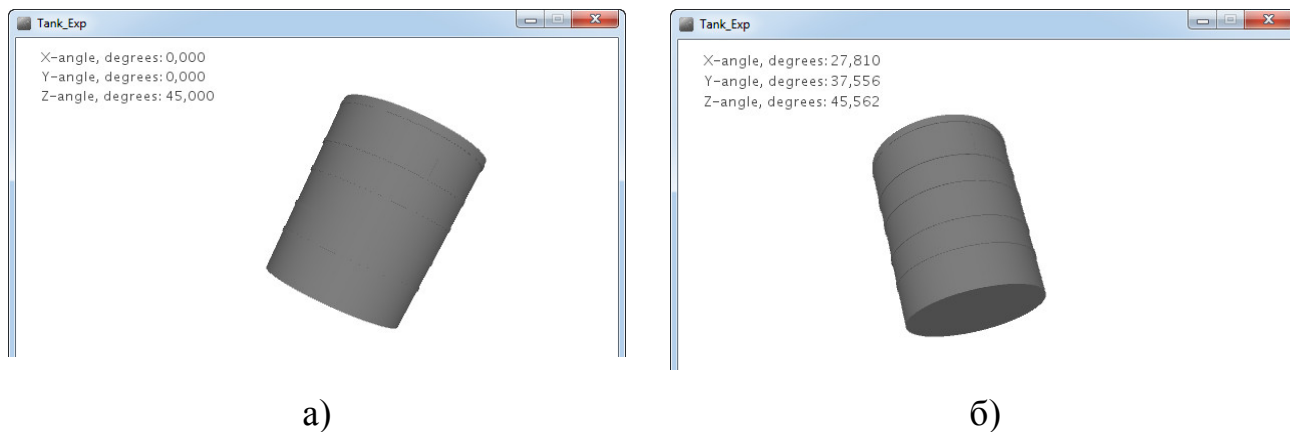 Tank_Exp
X-angle, degrees: 0,000
Y-angle, degrees: 0,000
Z-angle, degrees: 45,000
Tank_Exp
X-angle, degrees: 27,810
Y-angle, degrees: 37,556
Z-angle, degrees: 45,562
а)
б)